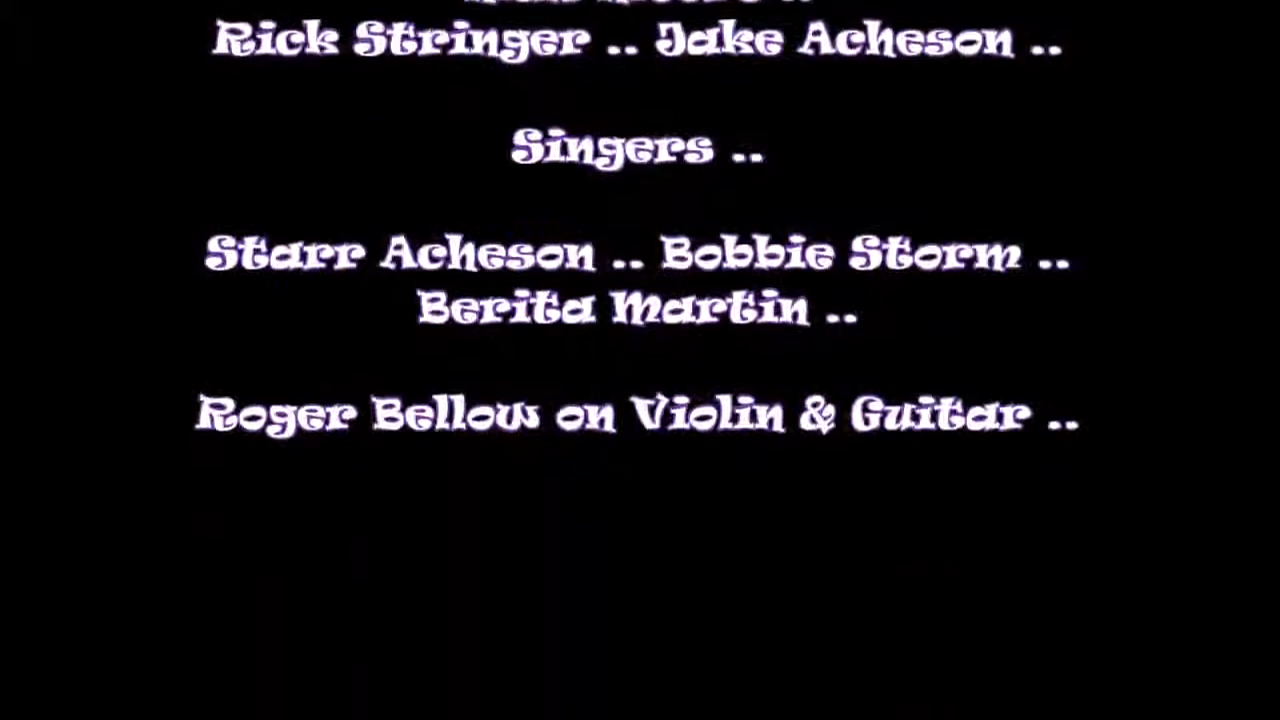 Rick Stringer .. Jake Acheson ..
Singers ..
Starr Acheson .. Bobbie Storm ..
Berita Martin ..
Roger Bellow on Violin & Guitar ..